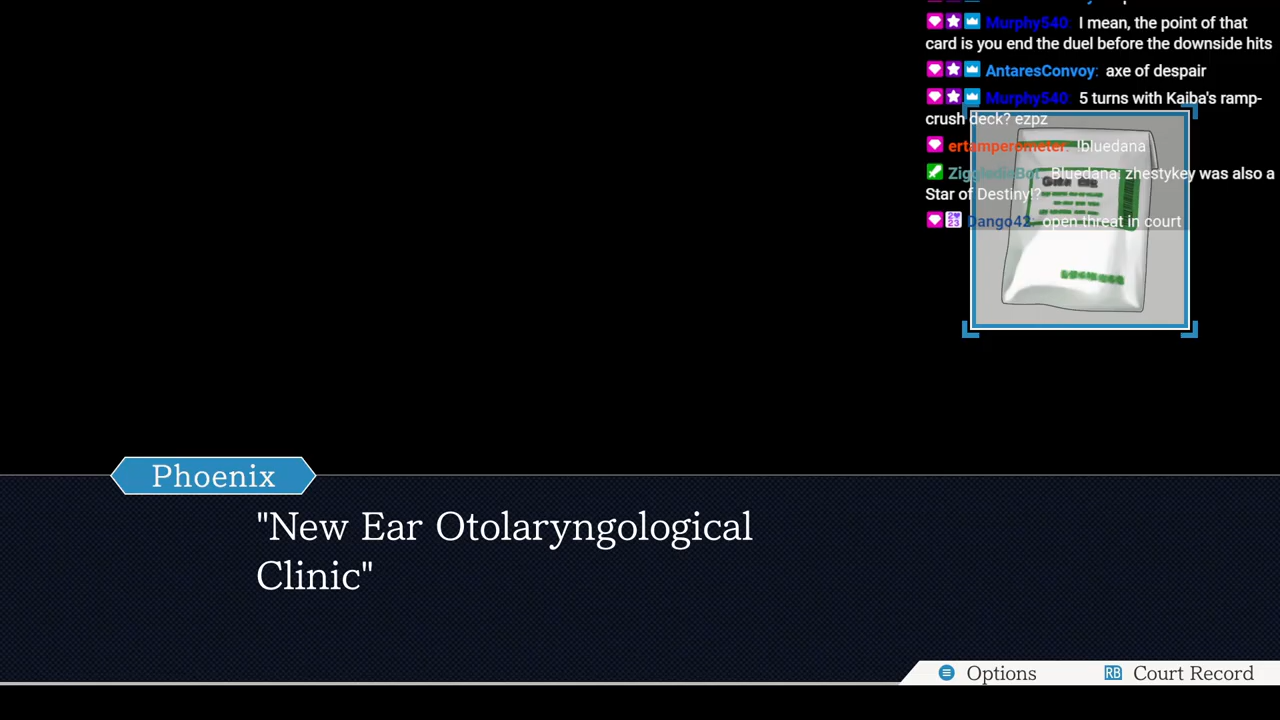 Murphy540: I mean, the point of that
card is you end the duel before the downside hits
AntaresConvoy: axe of despair
Murphy540: 5 turns with Kaiba's ramp-
crush deck? ezpz
ertamperometer: !bluedana
Bluedana: zhestykey was also a
Star of Destiny!?
Dango42: open threat in court
Phoenix
"New Ear Otolaryngological
Clinic"
Options
RB Court Record